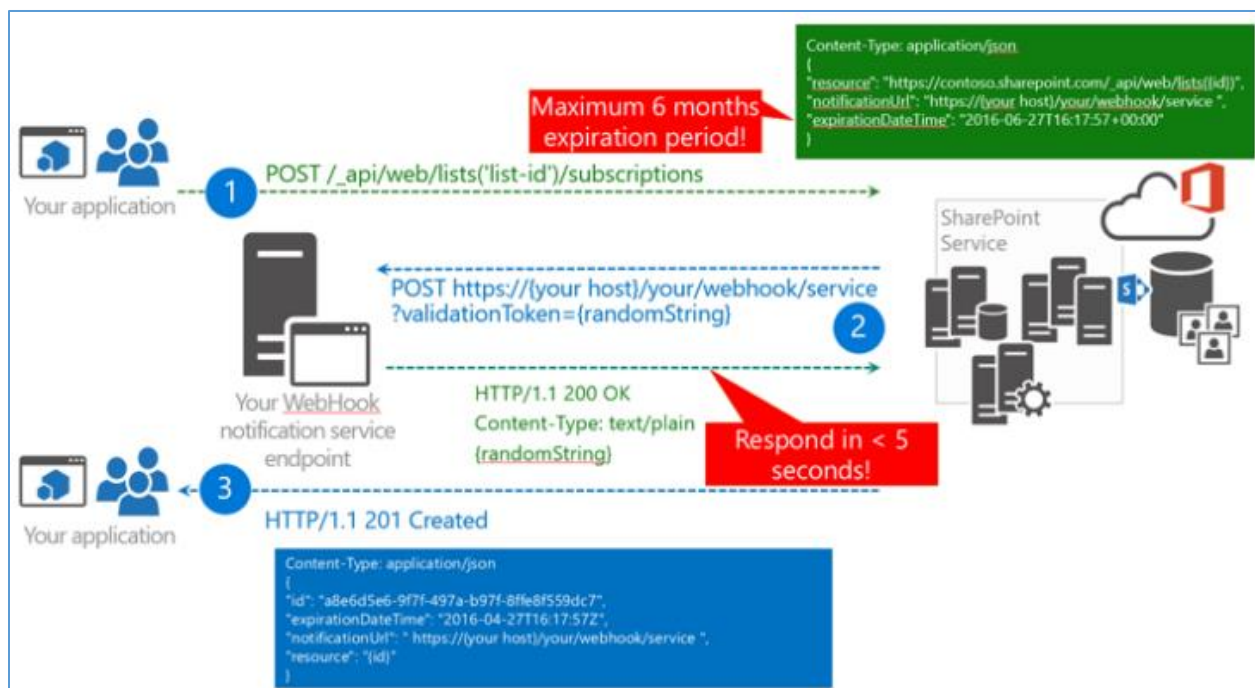 Content-Type: application/json
{
"resource": "https://contoso.sharepoint.com/_api/web/lists({id})",
"notificationUrl": "https://{your host}/your/webhook/service ",
"expirationDateTime": "2016-06-27T16:17:57+00:00"
}
Maximum 6 months
expiration period!
1
POST /_api/web/lists('list-id')/subscriptions
Your application
SharePoint
Service
S
POST https://{your host}/your/webhook/service
?validationToken={randomString}
2
HTTP/1.1 200 OK
Content-Type: text/plain
{randomString}
Your WebHook
notification service
endpoint
Respond in < 5
seconds!
3
Your application
HTTP/1.1 201 Created
Content-Type: application/json
{
"id": "a8e6d5e6-9f7f-497a-b97f-8ffe8f559dc7",
"expirationDateTime": "2016-04-27T16:17:57Z",
"notificationUrl": " https://{your host}/your/webhook/service ",
"resource": "{id}"
}